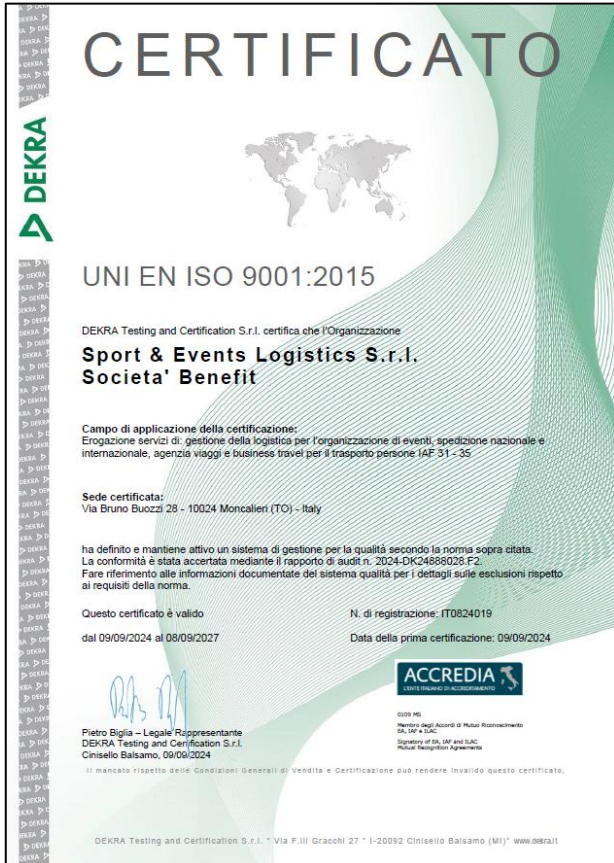 CERTIFICATO
DEKRA
UNI EN ISO 9001:2015
DEKRA Testing and Certification S.r.l. certifica che l'Organizzazione
Sport & Events Logistics S.r.l.
Societa' Benefit
Campo di applicazione della certificazione:
Erogazione servizi di: gestione della logistica per l'organizzazione di eventi, spedizione nazionale e
internazionale, agenzia viaggi e business travel per il trasporto persone IAF 31 - 35
Sede certificata:
Via Bruno Buozzi 28 - 10024 Moncalieri (TO) - Italy
ha definito e mantiene attivo un sistema di gestione per la qualità secondo la norma sopra citata.
La conformità è stata accertata mediante il rapporto di audit n. 2024-DK24888028.F2.
Fare riferimento alle informazioni documentate del sistema qualità per i dettagli sulle esclusioni rispetto
ai requisiti della norma.
Questo certificato è valido
N. di registrazione: IT0824019
dal 09/09/2024 al 08/09/2027
Data della prima certificazione: 09/09/2024
ACCREDIA
L'ENTE ITALIANO DI ACCREDITAMENTO
0109 MS
Membro degli Accordi di Mutuo Riconoscimento
EA, IAF e ILAC
Signatory of EA, IAF and ILAC
Mutual Recognition Agreements
Pietro Biglia – Legale Rappresentante
DEKRA Testing and Certification S.r.l.
Cinisello Balsamo, 09/09/2024
Il mancato rispetto delle Condizioni Generali di Vendita e Certificazione può rendere invalido questo certificato,
DEKRA Testing and Certification S.r.l. * Via F.lli Gracchi 27 * I-20092 Cinisello Balsamo (MI)* www.dekra.it